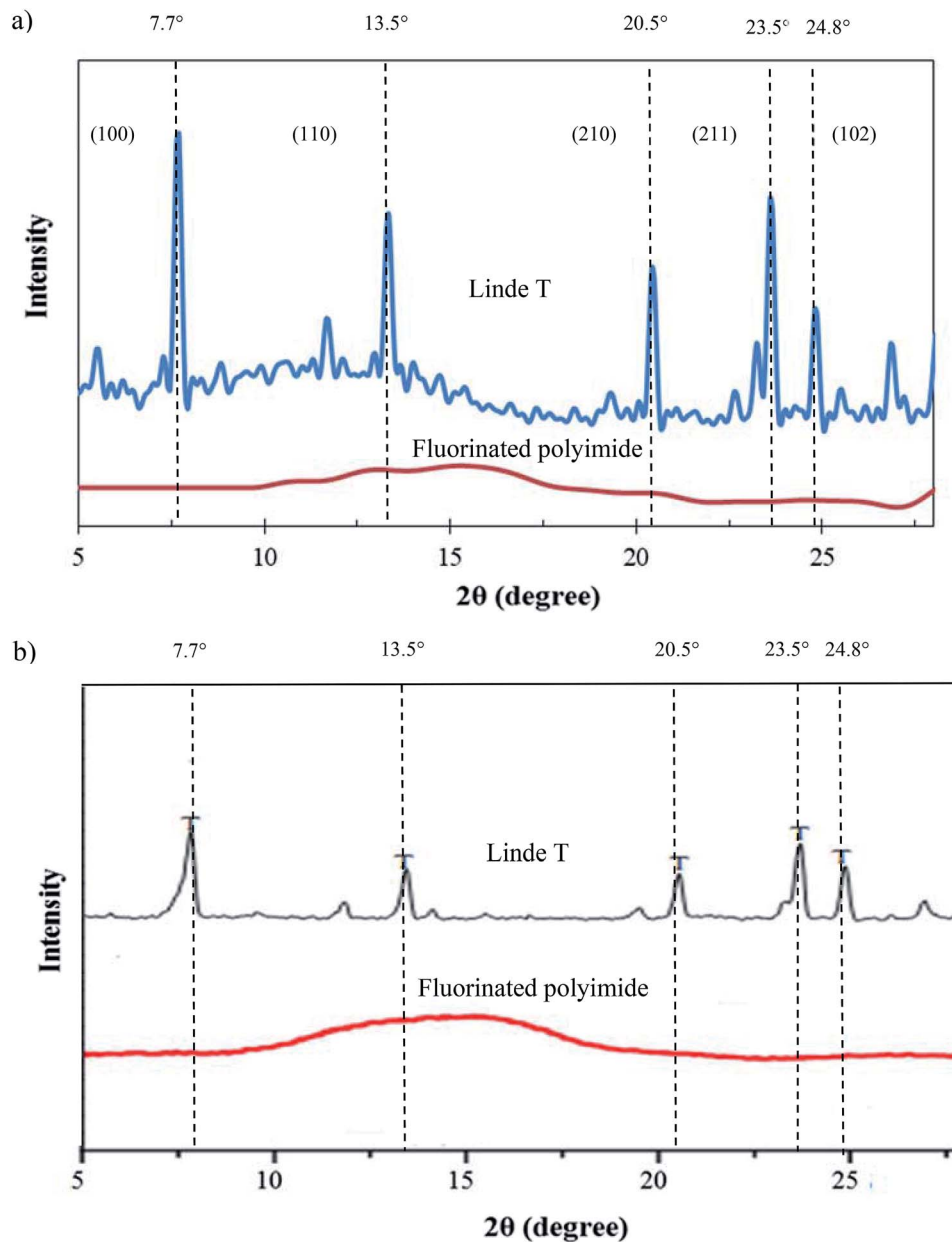 a)
7.7° 13.5° 20.5° 23.5° 24.8°
(100) (110) (210) (211) (102)
Intensity
Linde T
Fluorinated polyimide
5 10 15 20 25
2θ (degree)
b)
7.7° 13.5° 20.5° 23.5° 24.8°
T T T T T
Intensity
Linde T
Fluorinated polyimide
5 10 15 20 25
2θ (degree)